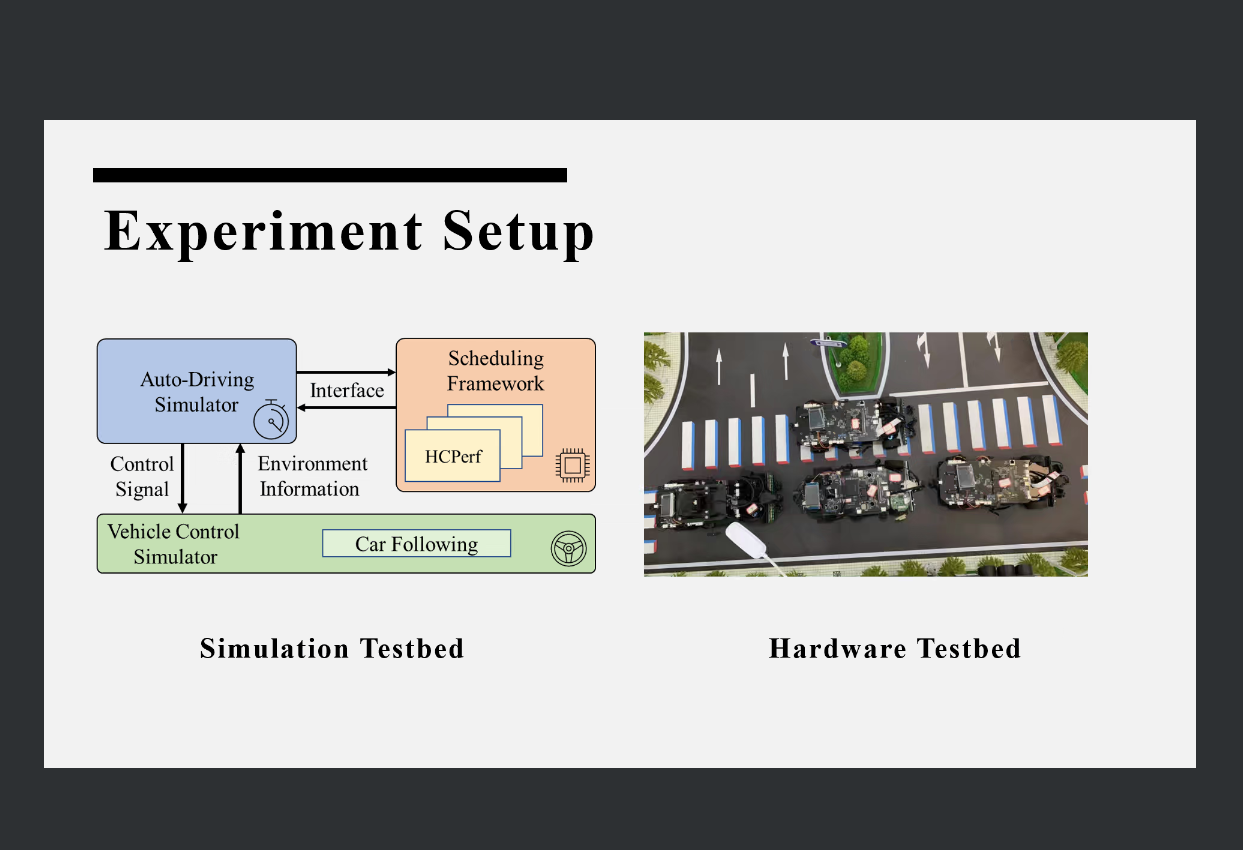 Experiment Setup
Auto-Driving
Simulator
Interface
Scheduling
Framework
HCPerf
Control
Signal
Environment
Information
Vehicle Control
Simulator
Car Following
Simulation Testbed
Hardware Testbed